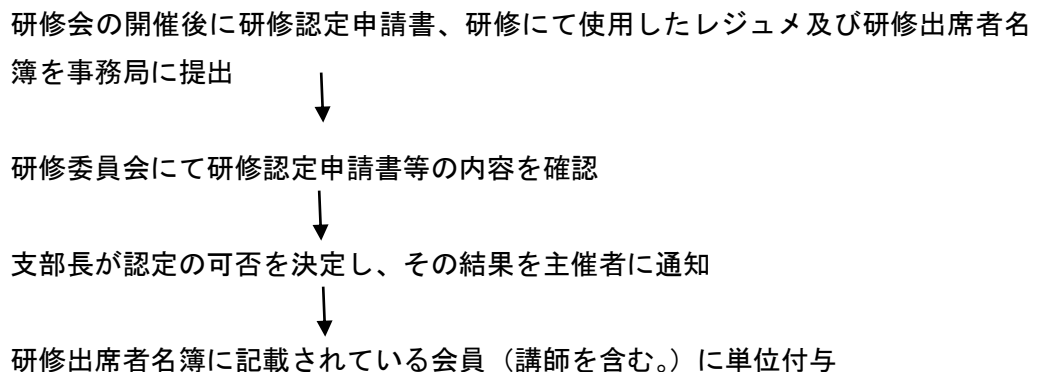 研修会の開催後に研修認定申請書、研修にて使用したレジュメ及び研修出席者名
簿を事務局に提出
研修委員会にて研修認定申請書等の内容を確認
支部長が認定の可否を決定し、その結果を主催者に通知
研修出席者名簿に記載されている会員（講師を含む。）に単位付与